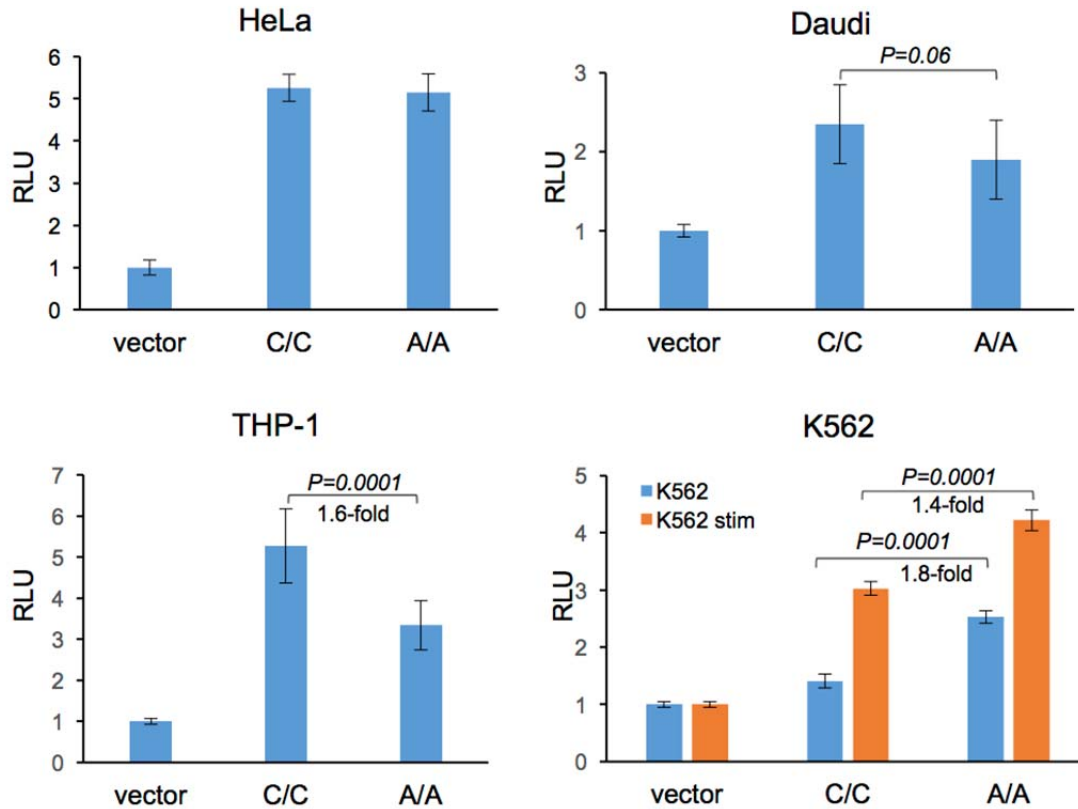 HeLa
RLU
6
5
4
3
2
1
0
vector C/C A/A
Daudi
P=0.06
RLU
3
2
1
0
vector C/C A/A
THP-1
P=0.0001
1.6-fold
RLU
7
6
5
4
3
2
1
0
vector C/C A/A
K562
K562
K562 stim
P=0.0001
1.4-fold
P=0.0001
1.8-fold
RLU
5
4
3
2
1
0
vector C/C A/A